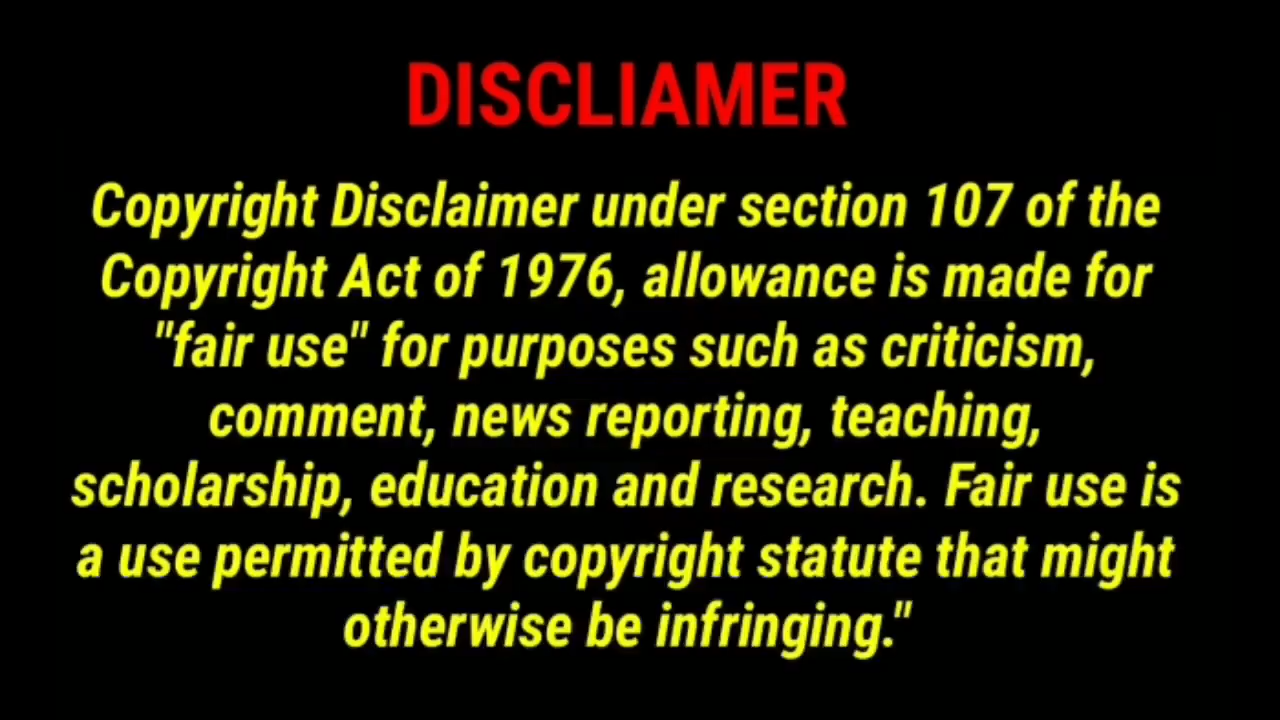 DISCLIAMER
Copyright Disclaimer under section 107 of the
Copyright Act of 1976, allowance is made for
"fair use" for purposes such as criticism,
comment, news reporting, teaching,
scholarship, education and research. Fair use is
a use permitted by copyright statute that might
otherwise be infringing."